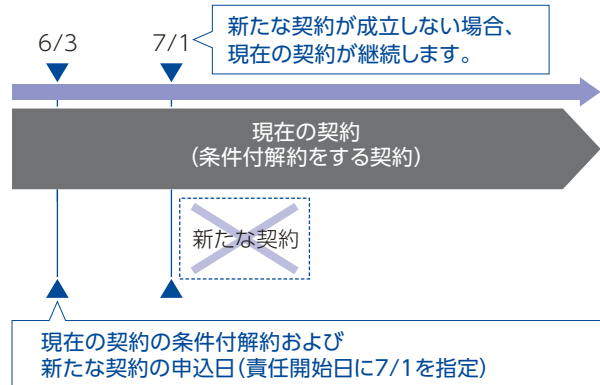 6/3
7/1
新たな契約が成立しない場合、
現在の契約が継続します。
現在の契約
（条件付解約をする契約）
新たな契約
現在の契約の条件付解約および
新たな契約の申込日（責任開始日に7/1を指定）